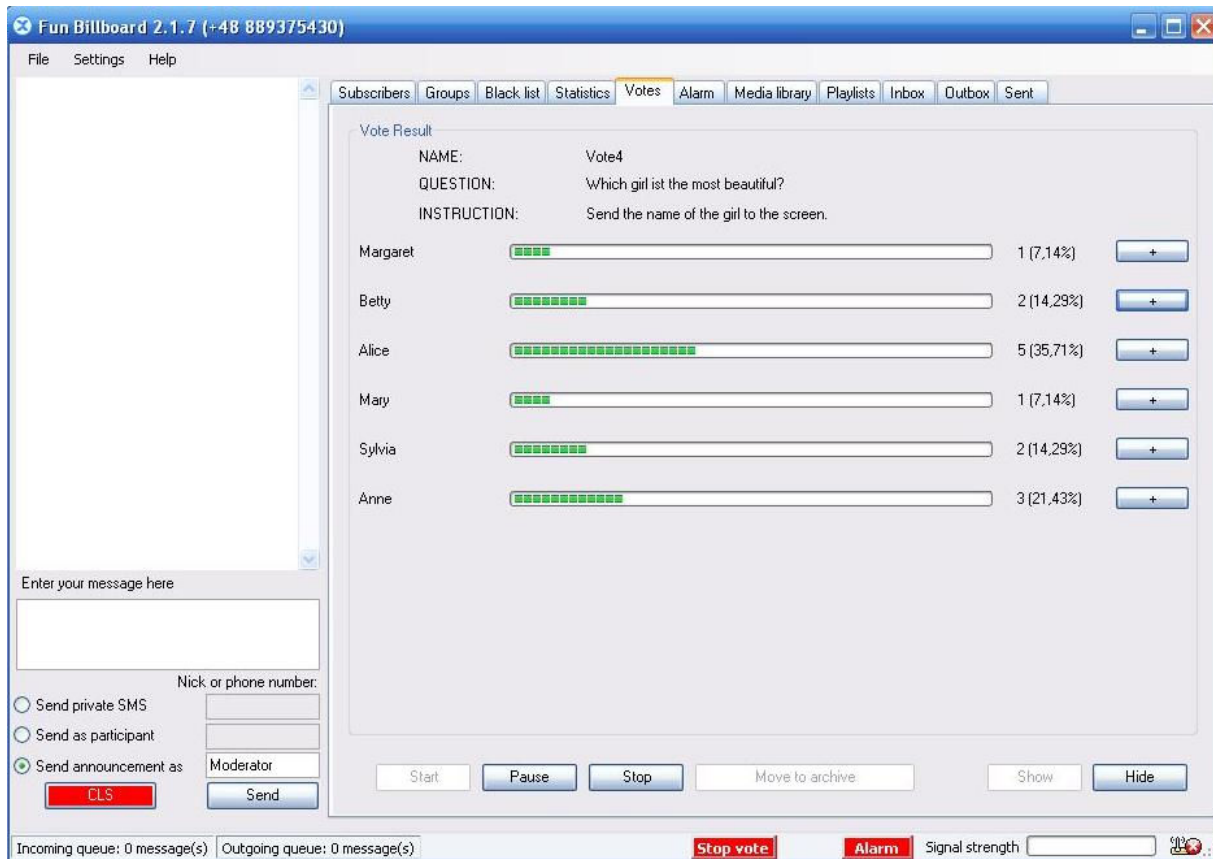 Fun Billboard 2.1.7 (+48 889375430)
File Settings Help
Subscribers Groups Black list Statistics Votes Alarm Media library Playlists Inbox Outbox Sent
Vote Result
NAME: Vote4
QUESTION: Which girl ist the most beautiful?
INSTRUCTION: Send the name of the girl to the screen.
Margaret 1 (7,14%) +
Betty 2 (14,29%) +
Alice 5 (35,71%) +
Mary 1 (7,14%) +
Sylvia 2 (14,29%) +
Anne 3 (21,43%) +
Enter your message here
Nick or phone number:
Send private SMS
Send as participant
Send announcement as Moderator
CLS Send
Start Pause Stop Move to archive Show Hide
Incoming queue: 0 message(s) Outgoing queue: 0 message(s) Stop vote Alarm Signal strength